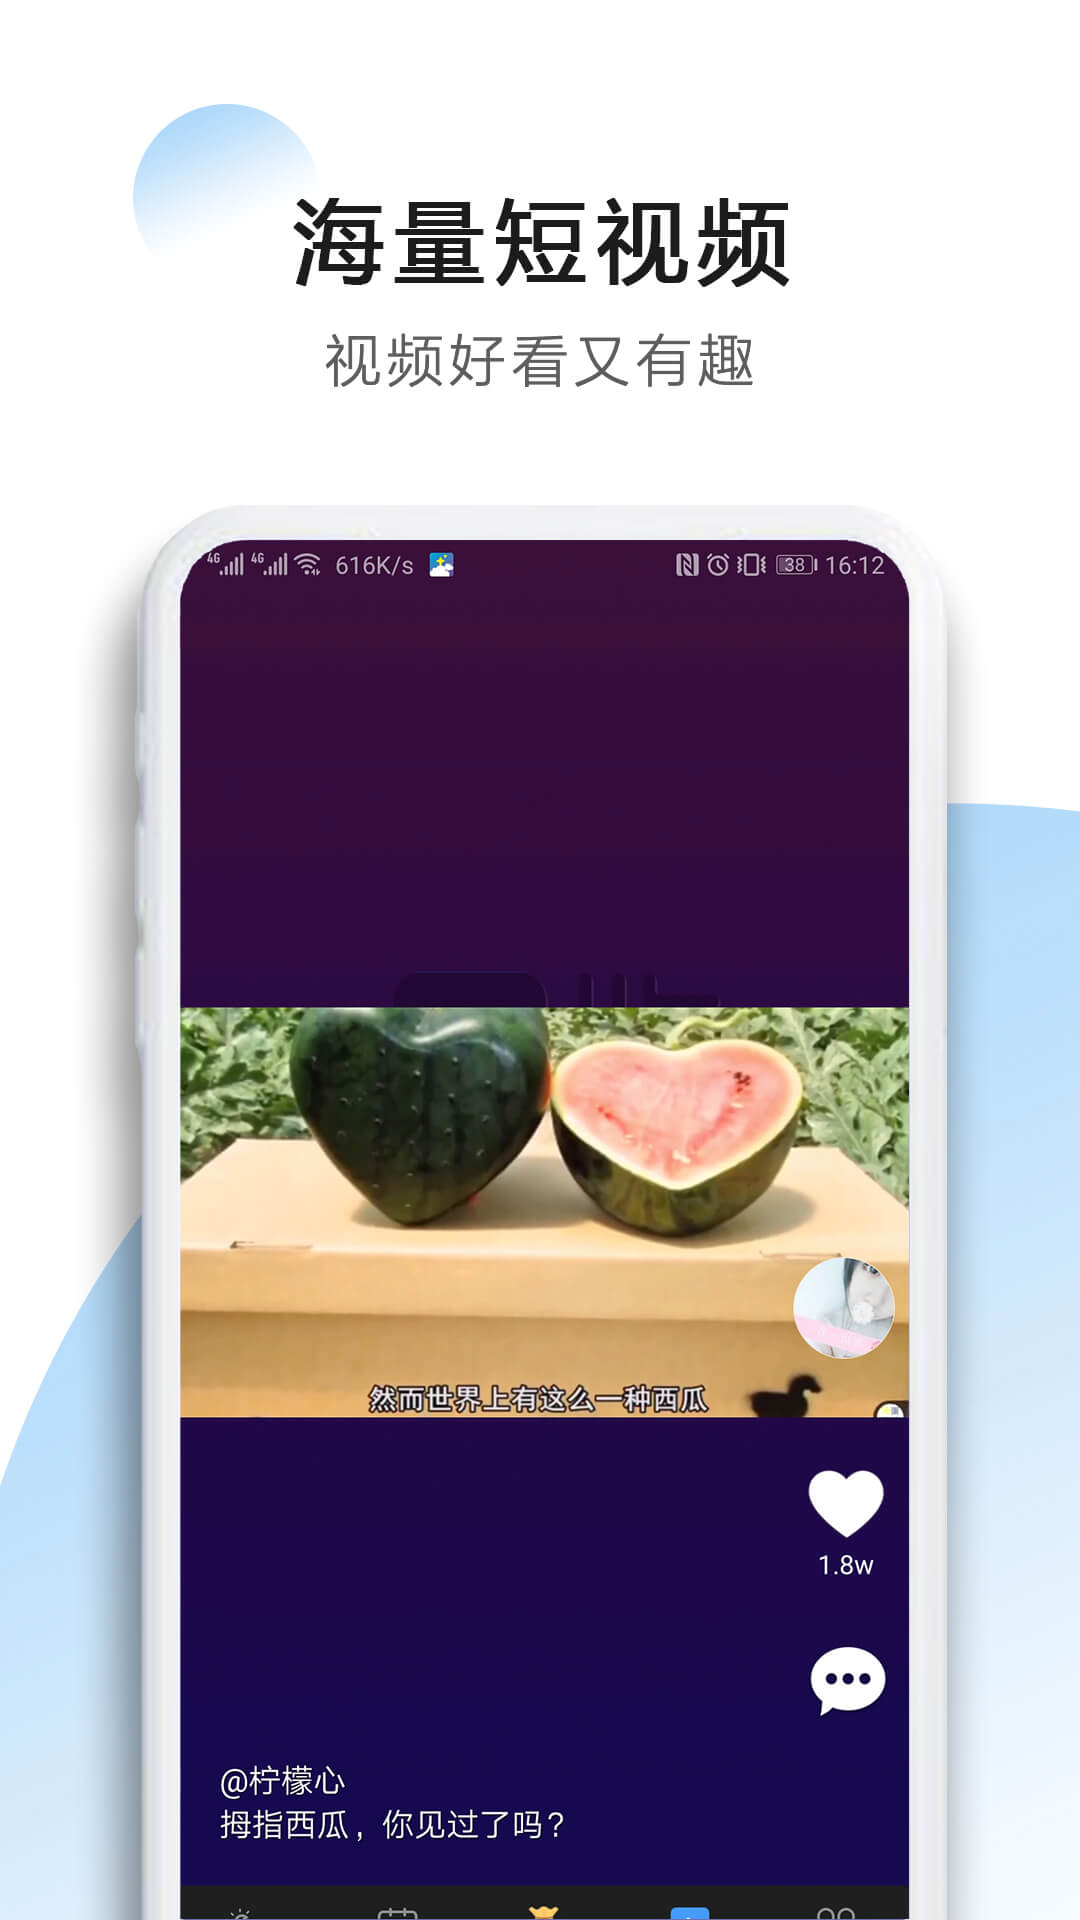 海量短视频
视频好看又有趣
4G 4G 616K/s 38 16:12
然而世界上有这么一种西瓜
1.8w
@柠檬心
拇指西瓜，你见过了吗？